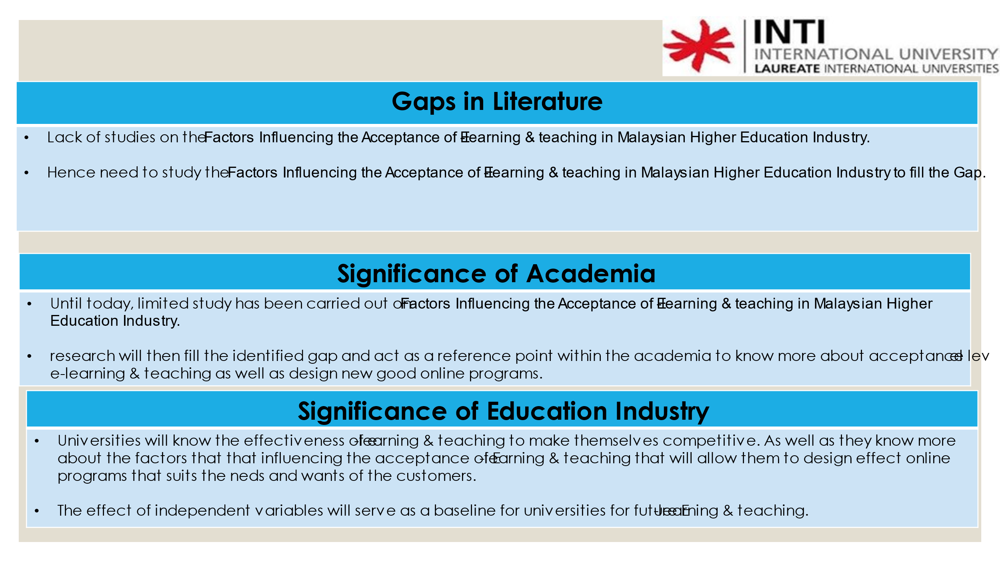 INTI
INTERNATIONAL UNIVERSITY
LAUREATE INTERNATIONAL UNIVERSITIES
Gaps in Literature
• Lack of studies on the Factors Influencing the Acceptance of E-learning & teaching in Malaysian Higher Education Industry.
• Hence need to study the Factors Influencing the Acceptance of E-learning & teaching in Malaysian Higher Education Industry to fill the Gap.
Significance of Academia
• Until today, limited study has been carried out on Factors Influencing the Acceptance of E-learning & teaching in Malaysian Higher
Education Industry.
• research will then fill the identified gap and act as a reference point within the academia to know more about acceptance level
e-learning & teaching as well as design new good online programs.
Significance of Education Industry
• Universities will know the effectiveness of e-learning & teaching to make themselves competitive. As well as they know more
about the factors that that influencing the acceptance of E-learning & teaching that will allow them to design effect online
programs that suits the neds and wants of the customers.
• The effect of independent variables will serve as a baseline for universities for future E-learning & teaching.